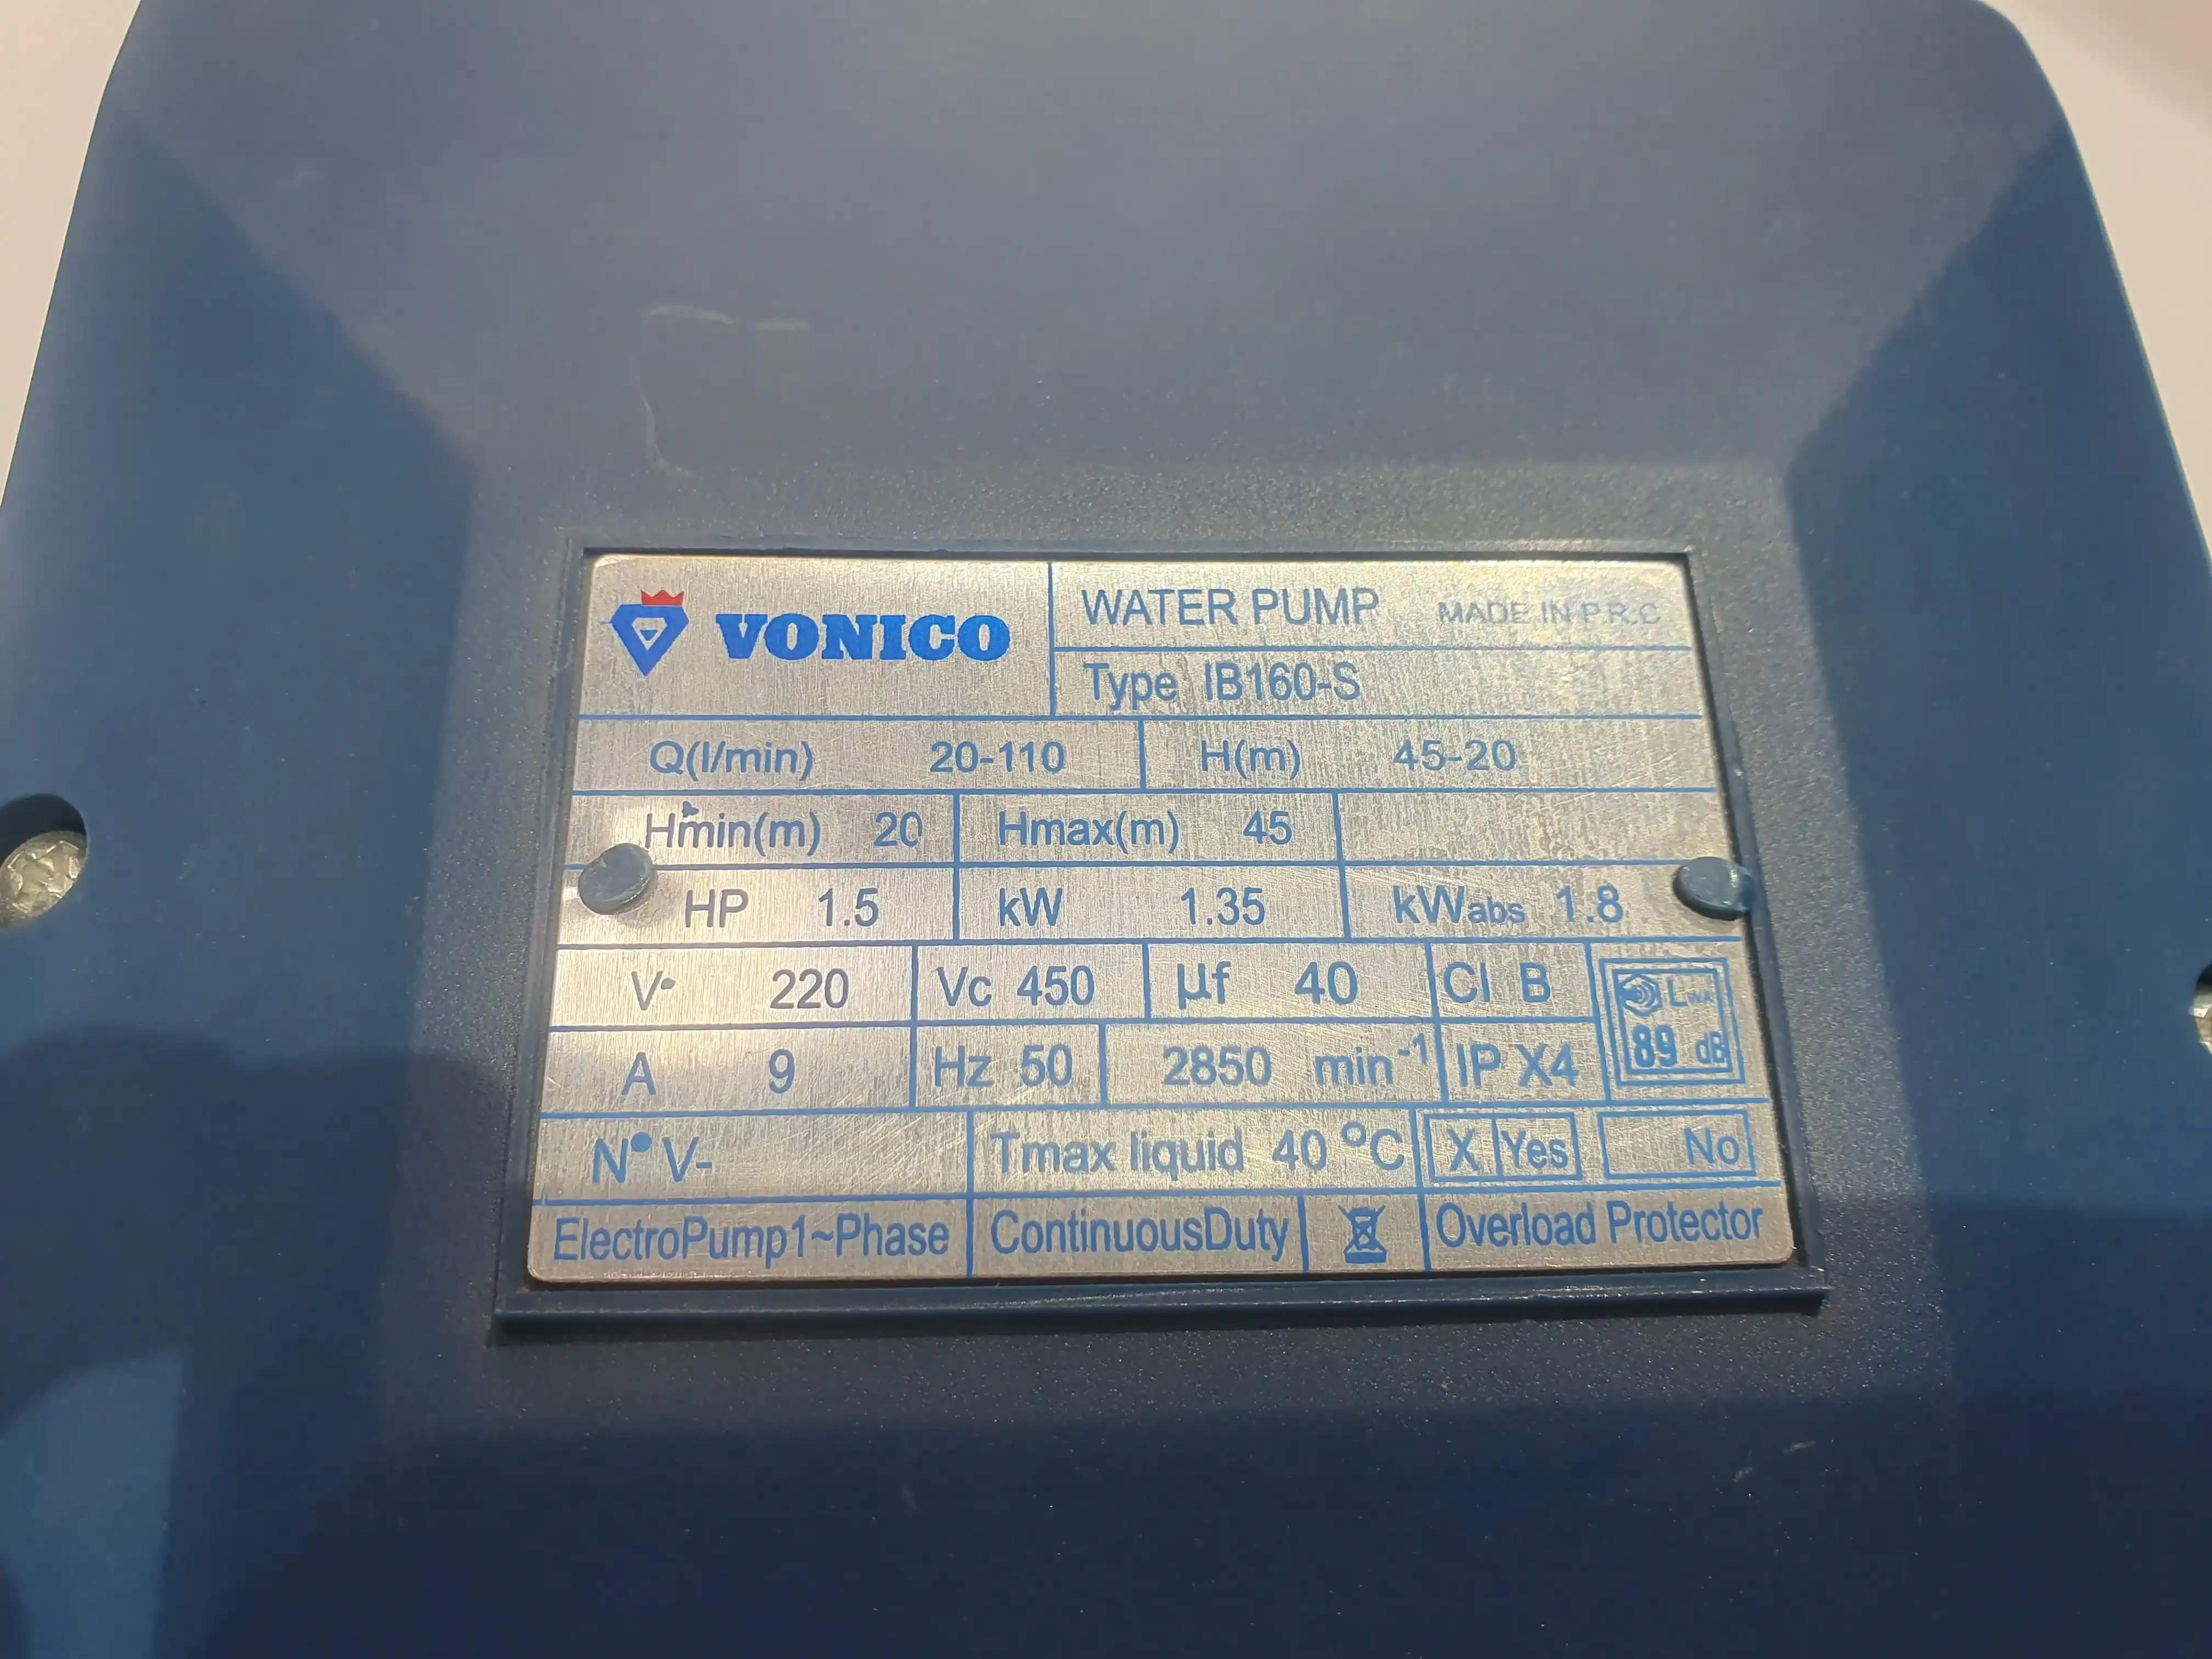 VONICO
WATER PUMP MADE IN P.R.C
Type IB160-S
Q(l/min) 20-110 H(m) 45-20
Hmin(m) 20 Hmax(m) 45
HP 1.5 kW 1.35 kWabs 1.8
V 220 Vc 450 µf 40 Cl B
LWA
89 dB
A 9 Hz 50 2850 min⁻¹ IP X4
N° V- Tmax liquid 40 °C X Yes No
ElectroPump1~Phase ContinuousDuty Overload Protector